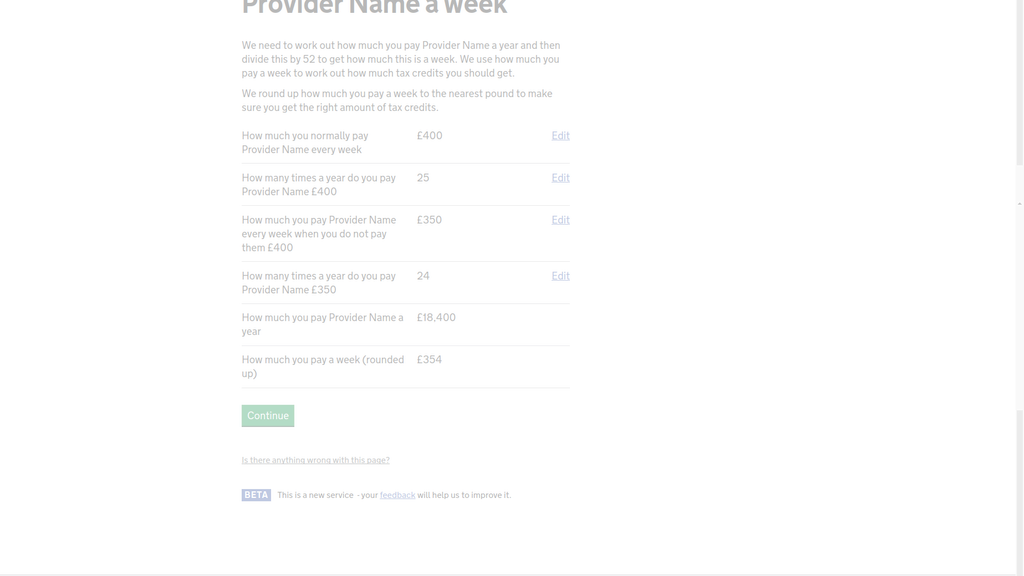 Provider Name a week
We need to work out how much you pay Provider Name a year and then
divide this by 52 to get how much this is a week. We use how much you
pay a week to work out how much tax credits you should get.
We round up how much you pay a week to the nearest pound to make
sure you get the right amount of tax credits.
How much you normally pay £400 Edit
Provider Name every week
How many times a year do you pay 25 Edit
Provider Name £400
How much you pay Provider Name £350 Edit
every week when you do not pay
them £400
How many times a year do you pay 24 Edit
Provider Name £350
How much you pay Provider Name a £18,400
year
How much you pay a week (rounded £354
up)
Continue
Is there anything wrong with this page?
BETA This is a new service - your feedback will help us to improve it.